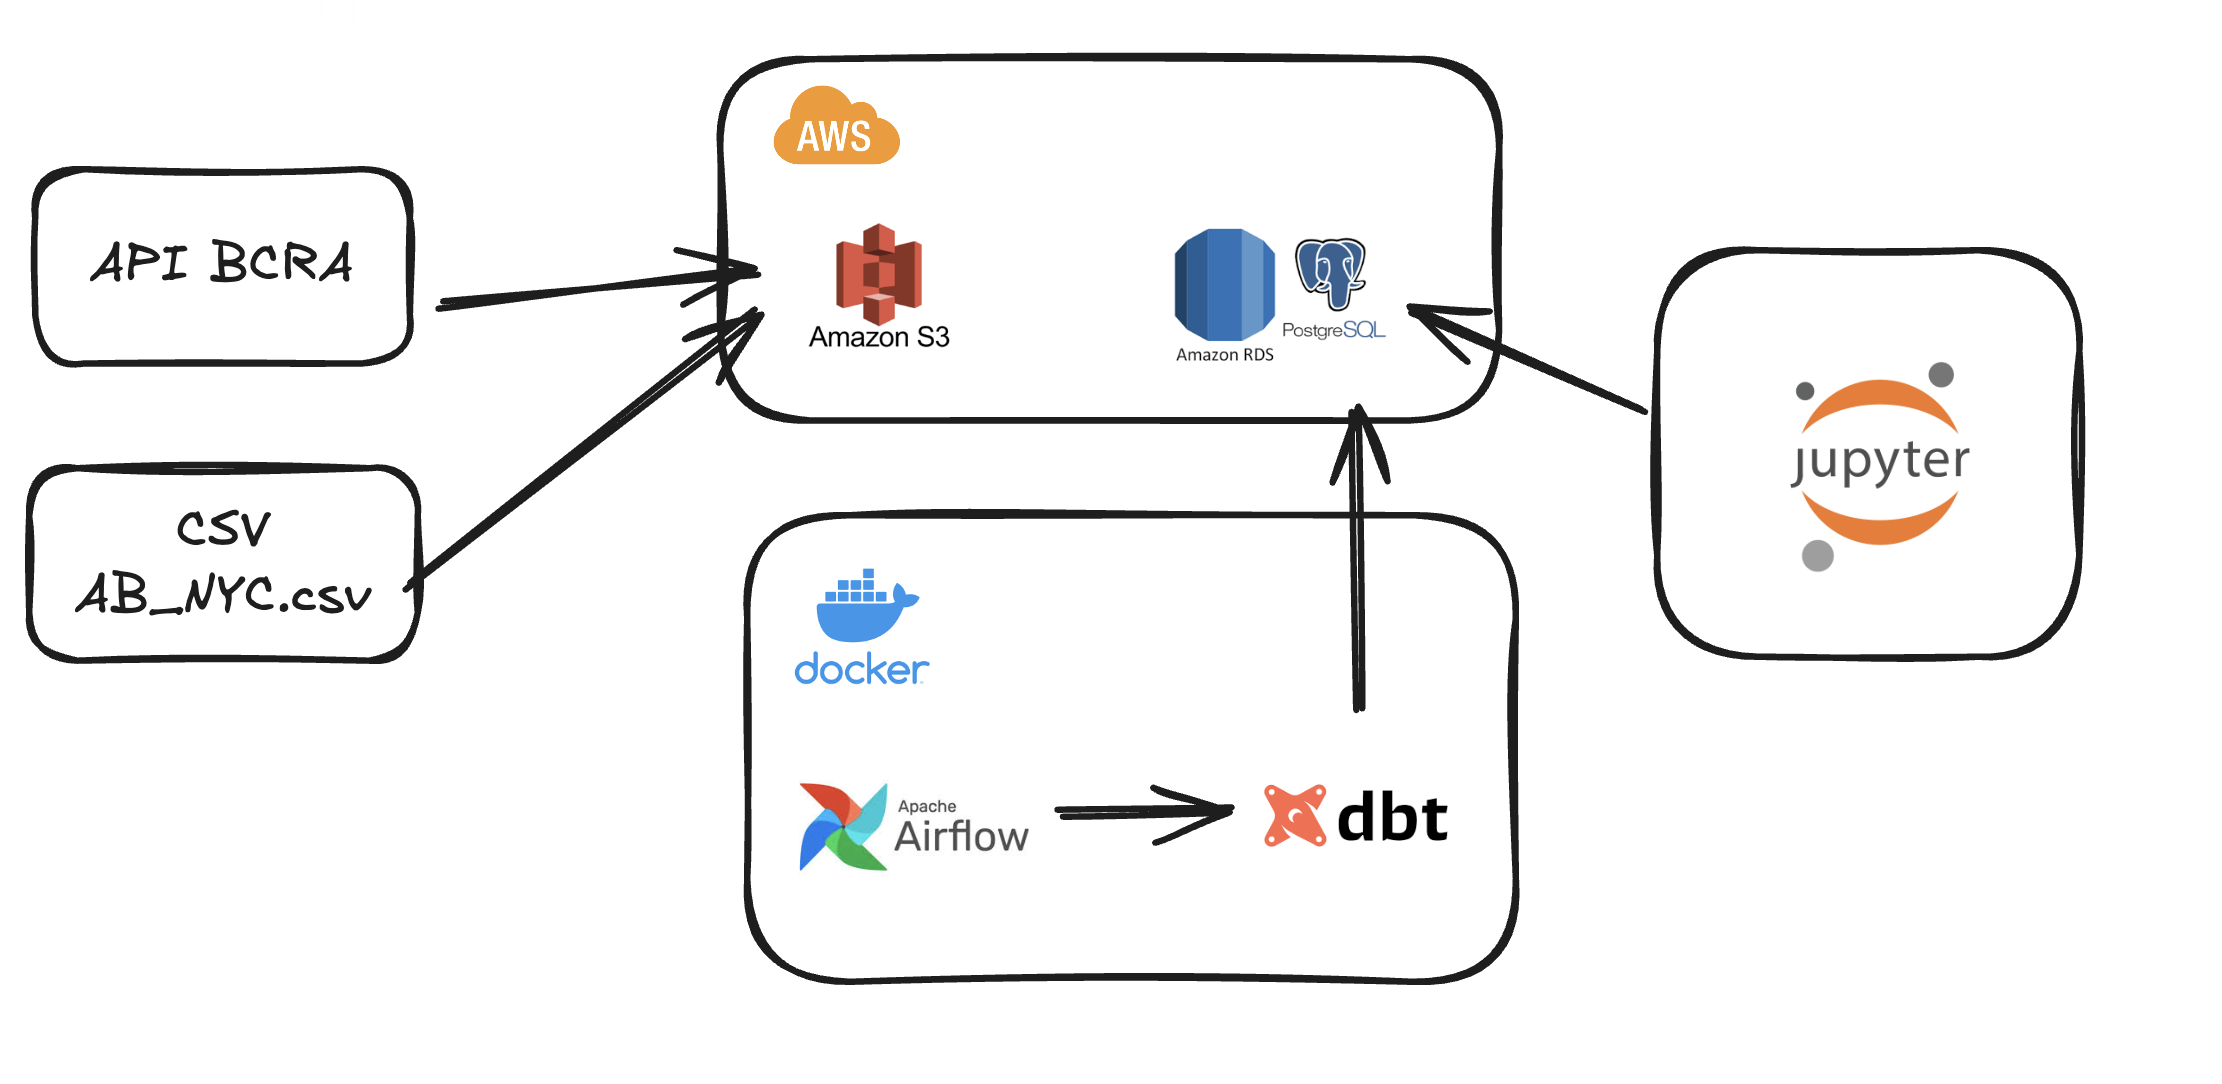 AWS
API BCRA
Amazon S3
Amazon RDS
PostgreSQL
CSV
AB_NYC.csv
jupyter
docker
Apache
Airflow
dbt